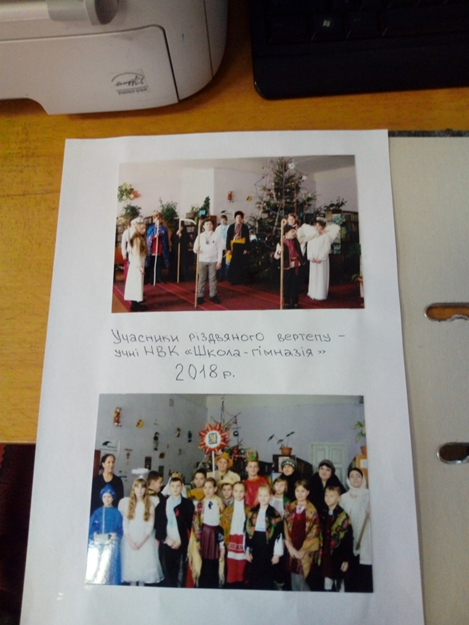 Учасники різдвяного вертепу -
учні НВК «Школа-гімназія»
2018 р.